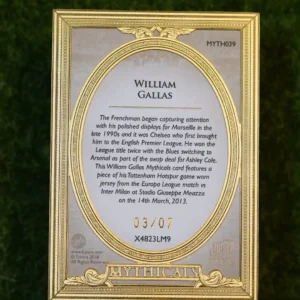 MYTH039
WILLIAM
GALLAS
The Frenchman began capturing attention
with his polished displays for Marseille in the
late 1990s and it was Chelsea who first brought
him to the English Premier League. He won the
League title twice with the Blues switching to
Arsenal as part of the swap deal for Ashley Cole.
This William Gallas Mythicals card features a
piece of his Tottenham Hotspur game worn
jersey from the Europa League match vs
Inter Milan at Stadio Giuseppe Meazza
on the 14th March, 2013.
03/07
X4823LM9
All Rights Reserved
MYTHICALS